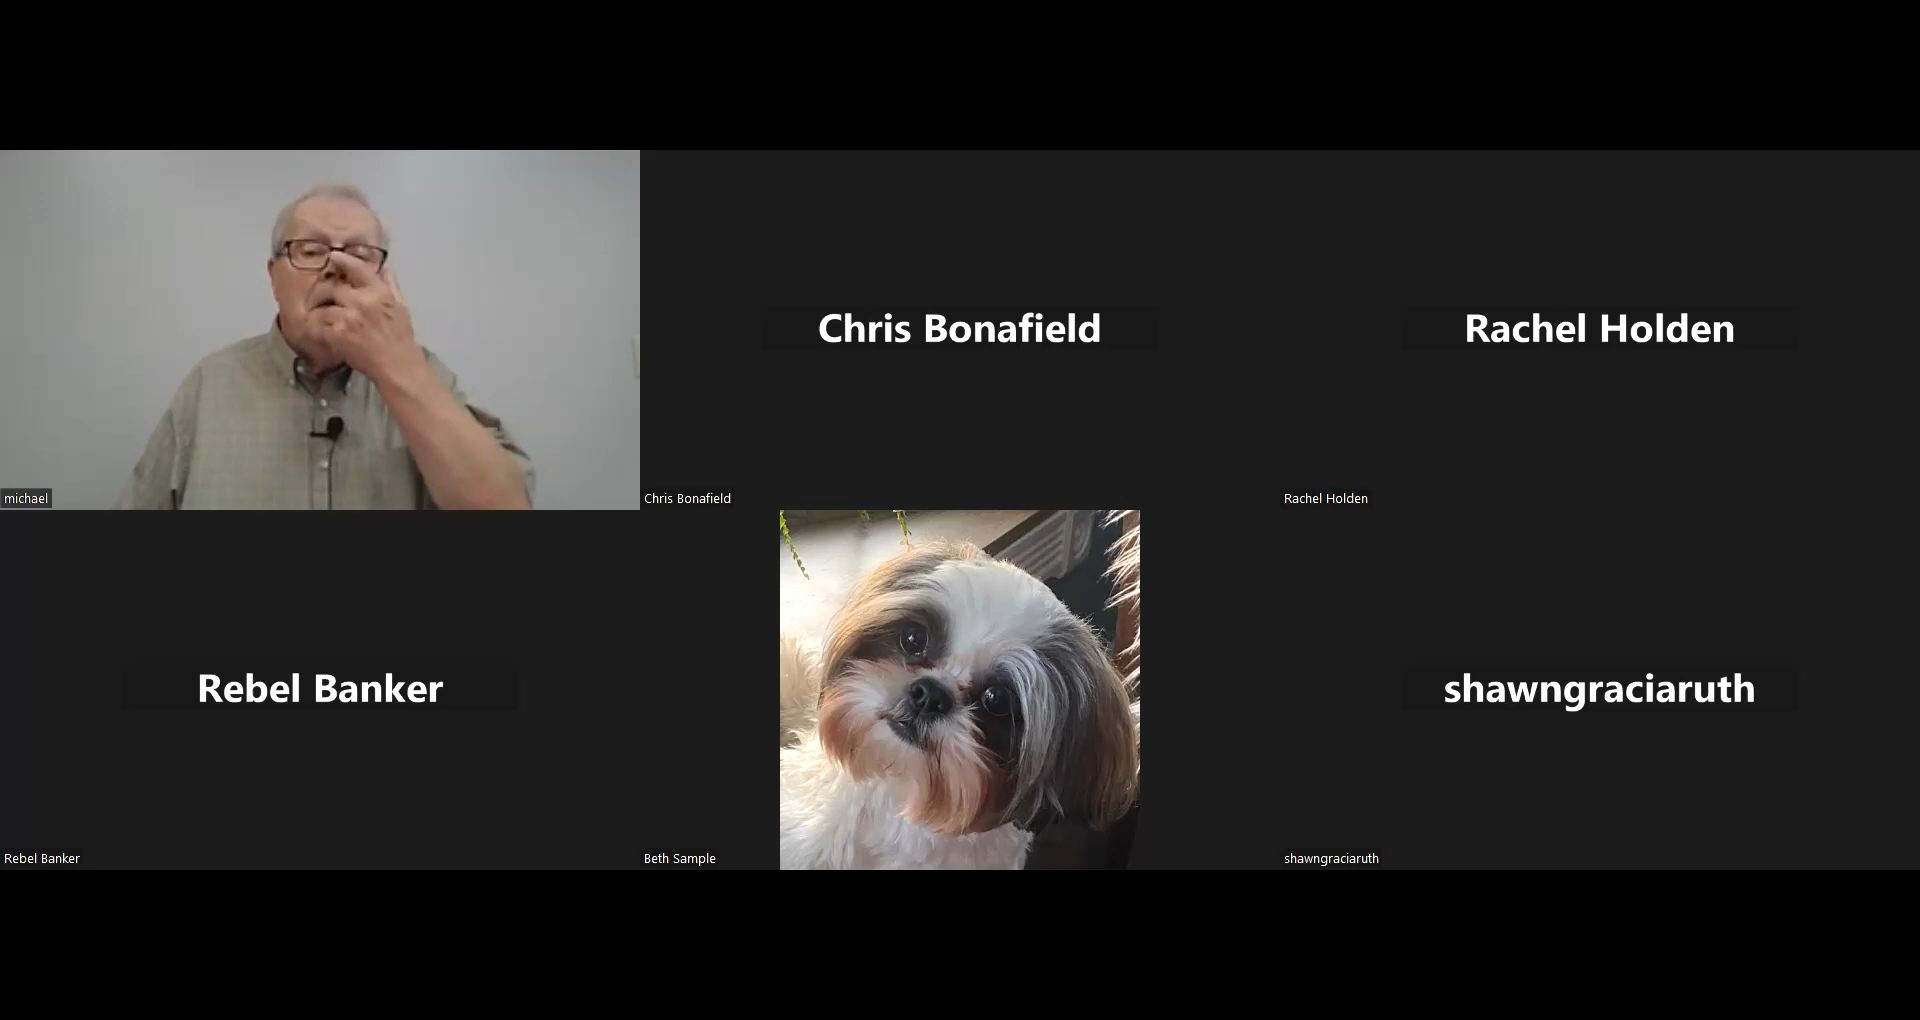 Chris Bonafield
Rachel Holden
michael
Chris Bonafield
Rachel Holden
Rebel Banker
shawngraciaruth
Rebel Banker
Beth Sample
shawngraciaruth